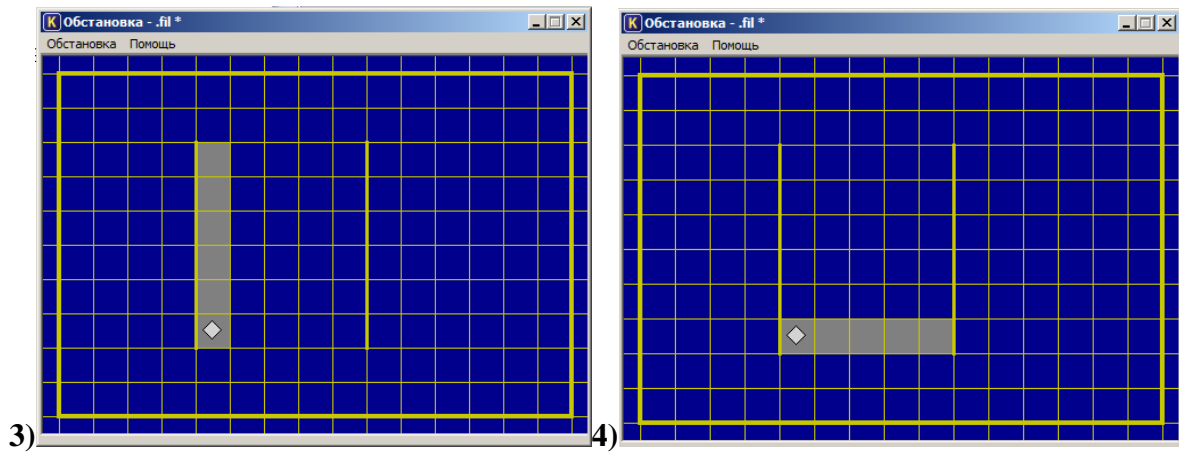 K Обстановка - .fil *
Обстановка Помощь
3)
K Обстановка - .fil *
Обстановка Помощь
4)